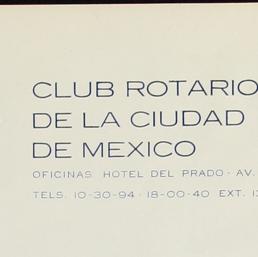 CLUB ROTARIO
DE LA CIUDAD
DE MEXICO
OFICINAS HOTEL DEL PRADO - AV.
TELS. 10-30-94 - 18-00-40 EXT.